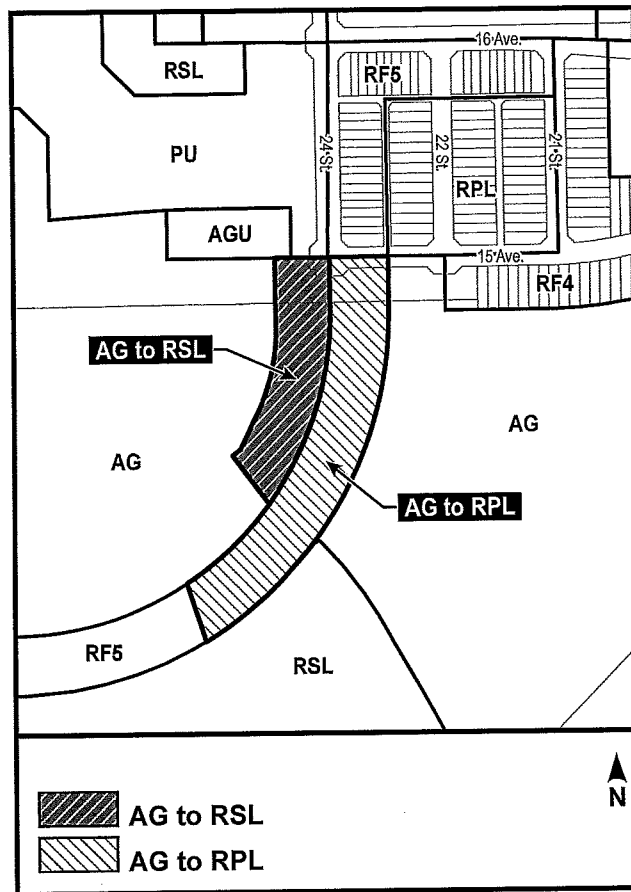 16 Ave.
RSL
RF5
24 St.
22 St.
21 St.
PU
RPL
AGU
15 Ave.
RF4
AG to RSL
AG
AG
AG to RPL
RF5
RSL
AG to RSL
AG to RPL
N